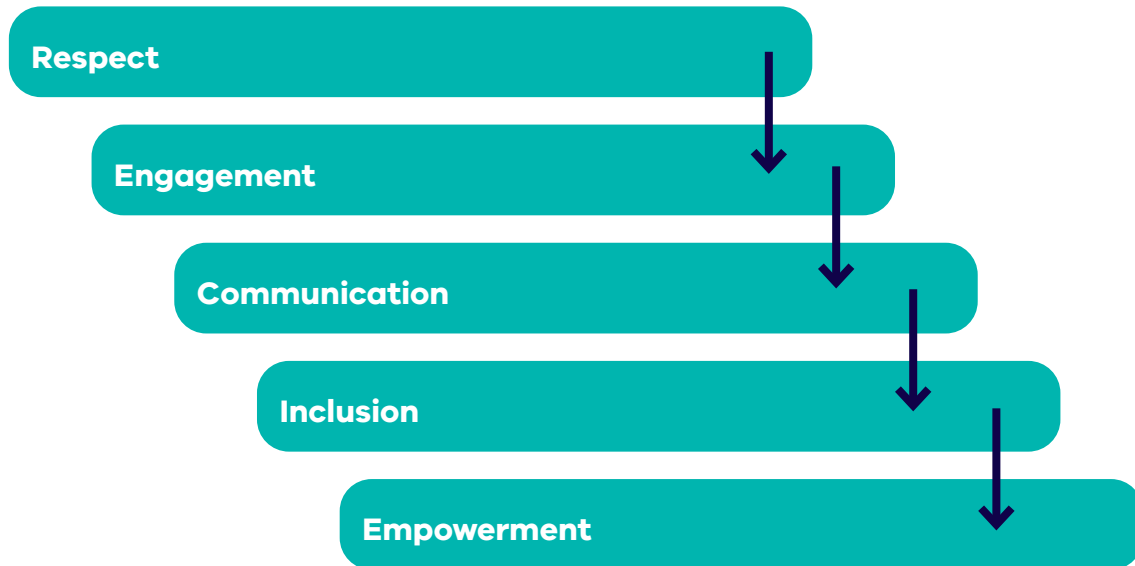 Respect
Engagement
Communication
Inclusion
Empowerment